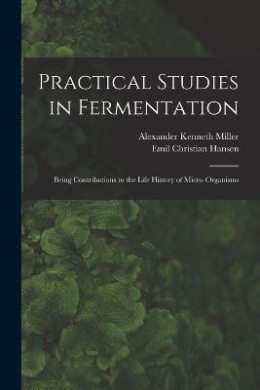 Practical Studies
in Fermentation
Alexander Kenneth Miller
Emil Christian Hansen
Being Contributions to the Life History of Micro-Organisms